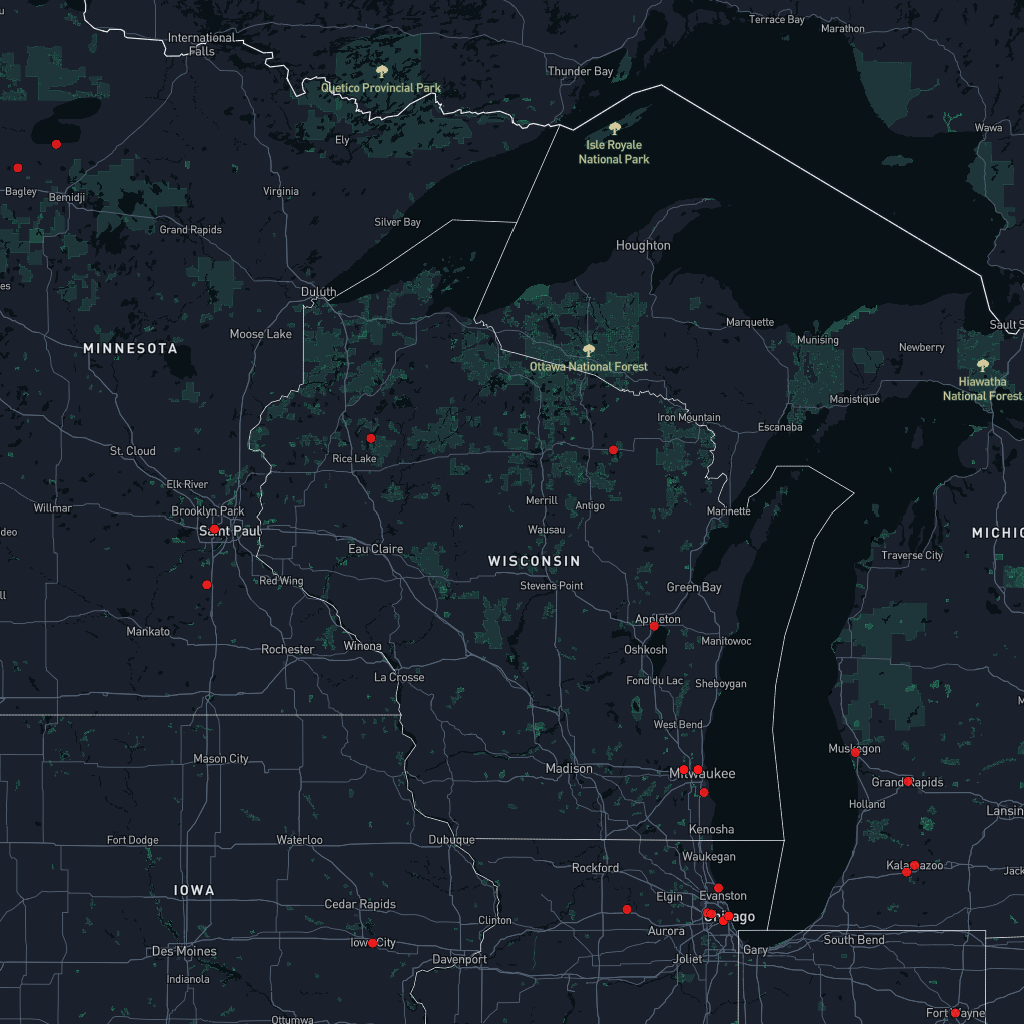 Terrace Bay
Marathon
International
Falls
Thunder Bay
Quetico Provincial Park
Wawa
Ely
Isle Royale
National Park
Bagley
Bemidji
Virginia
Silver Bay
Grand Rapids
Houghton
es
Duluth
Moose Lake
Marquette
Munising
Sault S
MINNESOTA
Newberry
Ottawa National Forest
Hiawatha
National Forest
Manistique
Iron Mountain
Escanaba
St. Cloud
Rice Lake
Elk River
Merrill
Antigo
Willmar
Brooklyn Park
Marinette
deo
Saint Paul
Wausau
MICHIG
Eau Claire
WISCONSIN
Traverse City
Red Wing
Stevens Point
Green Bay
ll
Appleton
Mankato
Manitowoc
Rochester
Winona
Oshkosh
La Crosse
Fond du Lac
Sheboygan
West Bend
Mason City
Muskegon
Madison
Milwaukee
Grand Rapids
Holland
Lansin
Kenosha
Fort Dodge
Waterloo
Dubuque
Waukegan
Rockford
Kalamazoo
Jack
IOWA
Elgin
Evanston
Cedar Rapids
Clinton
Chicago
Aurora
Iowa City
South Bend
Des Moines
Davenport
Joliet
Gary
Indianola
Ottumwa
Fort Wayne